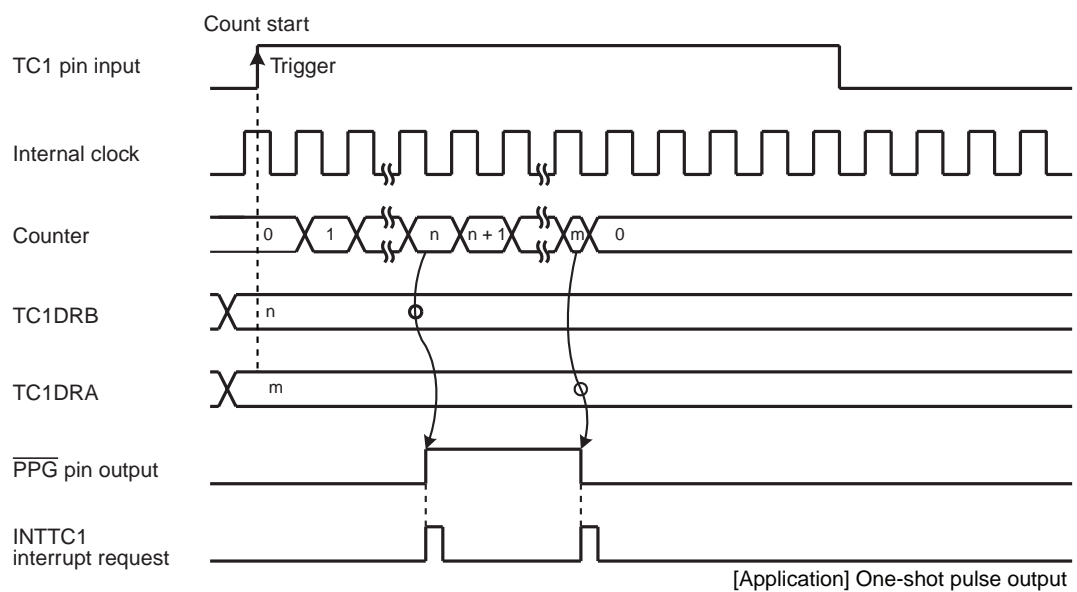 Count start
TC1 pin input
Trigger
Internal clock
Counter
0
1
n
n + 1
m
0
TC1DRB
n
TC1DRA
m
PPG pin output
INTTC1
interrupt request
[Application] One-shot pulse output